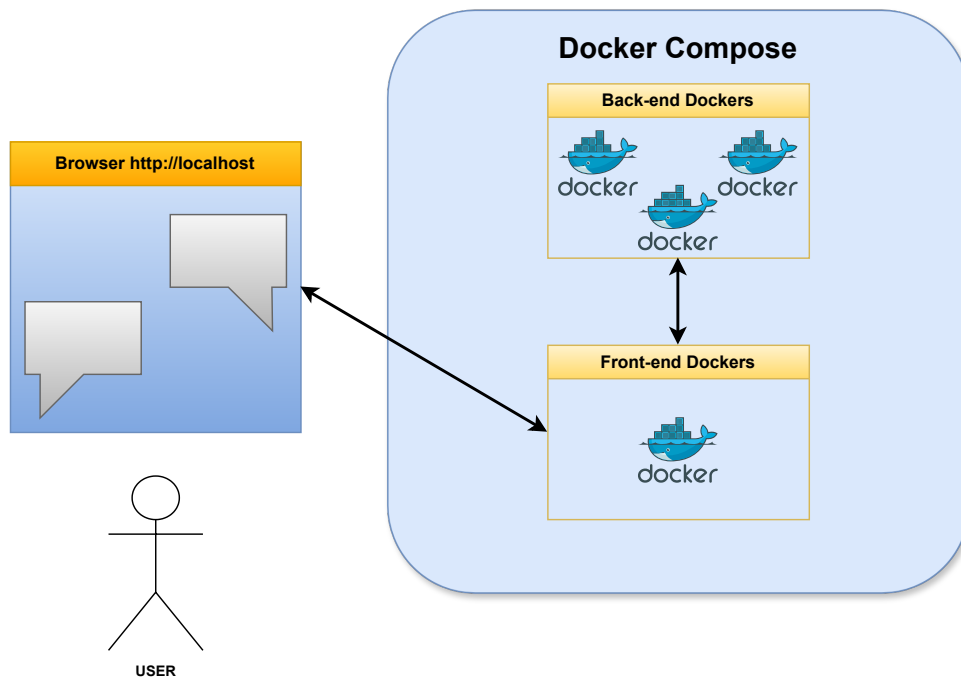 Docker Compose
Back-end Dockers
docker
docker
docker
Browser http://localhost
Front-end Dockers
docker
USER